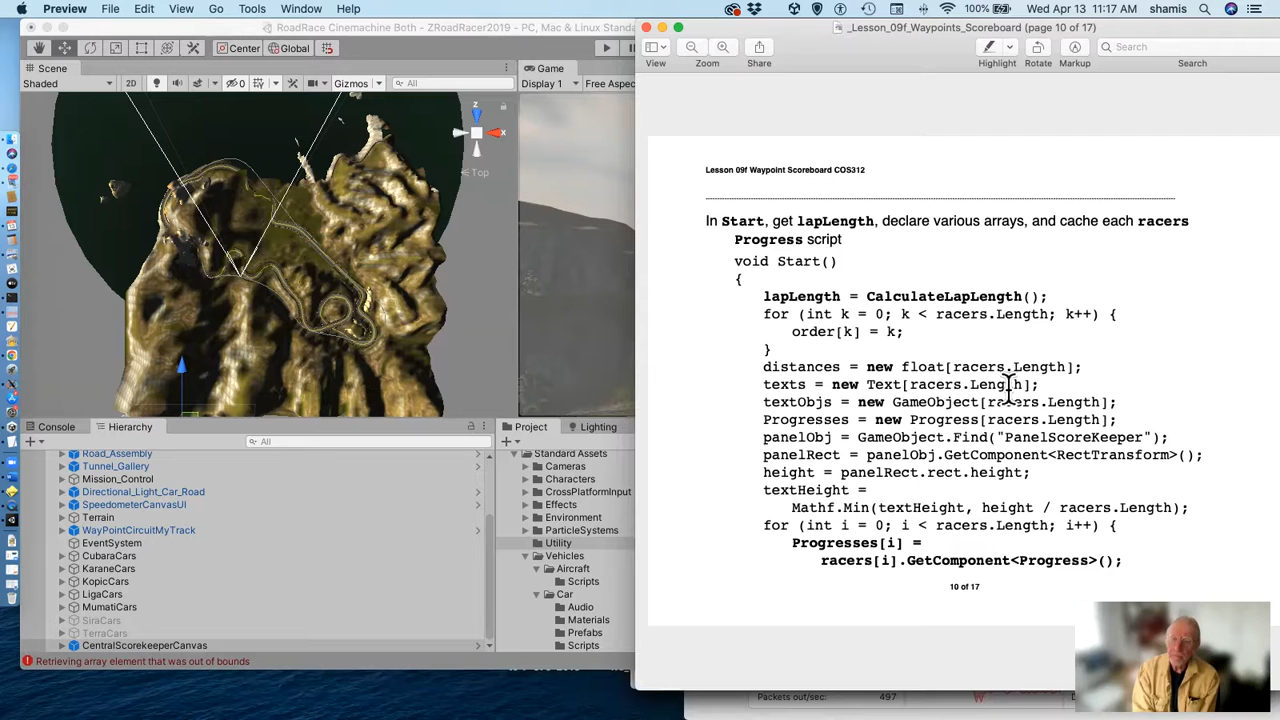 Preview File Edit View Go Tools Window Help
100% Wed Apr 13 11:17 AM shamis
RoadRace Cinemachine Both - ZRoadRacer2019 - PC, Mac & Linux Standa
_Lesson_09f_Waypoints_Scoreboard (page 10 of 17)
Center Global
View Zoom Share Highlight Rotate Markup Search
Search
Scene
Game
Shaded 2D 0 Gizmos All
Display 1 Free Aspec
z
x
Top
Lesson 09f Waypoint Scoreboard COS312
In Start, get lapLength, declare various arrays, and cache each racers
Progress script
void Start()
{
lapLength = CalculateLapLength();
for (int k = 0; k < racers.Length; k++) {
order[k] = k;
}
distances = new float[racers.Length];
texts = new Text[racers.Length];
textObjs = new GameObject[racers.Length];
Progresses = new Progress[racers.Length];
panelObj = GameObject.Find("PanelScoreKeeper");
panelRect = panelObj.GetComponent<RectTransform>();
height = panelRect.rect.height;
textHeight =
Mathf.Min(textHeight, height / racers.Length);
for (int i = 0; i < racers.Length; i++) {
Progresses[i] =
racers[i].GetComponent<Progress>();
10 of 17
Console Hierarchy
All
Road_Assembly
Tunnel_Gallery
Mission_Control
Directional_Light_Car_Road
SpeedometerCanvasUI
Terrain
WayPointCircuitMyTrack
EventSystem
CubaraCars
KaraneCars
KopicCars
LigaCars
MumatiCars
SiraCars
TerraCars
CentralScorekeeperCanvas
Project Lighting
Standard Assets
Cameras
Characters
CrossPlatformInput
Effects
Environment
ParticleSystems
Utility
Vehicles
Aircraft
Scripts
Car
Audio
Materials
Prefabs
Scripts
Retrieving array element that was out of bounds
Packets out/sec: 497